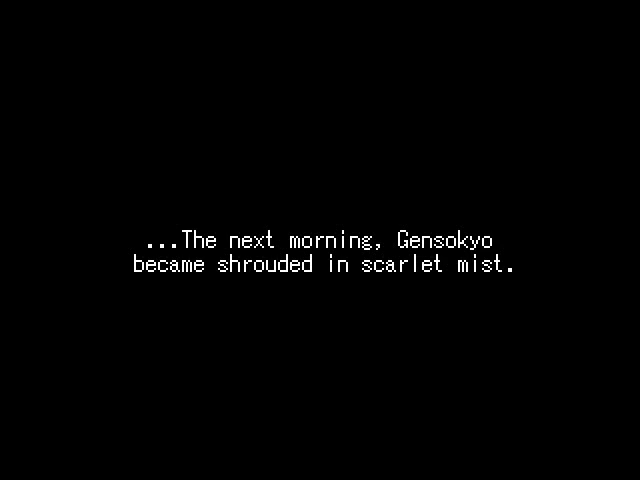 ...The next morning, Gensokyo
became shrouded in scarlet mist.